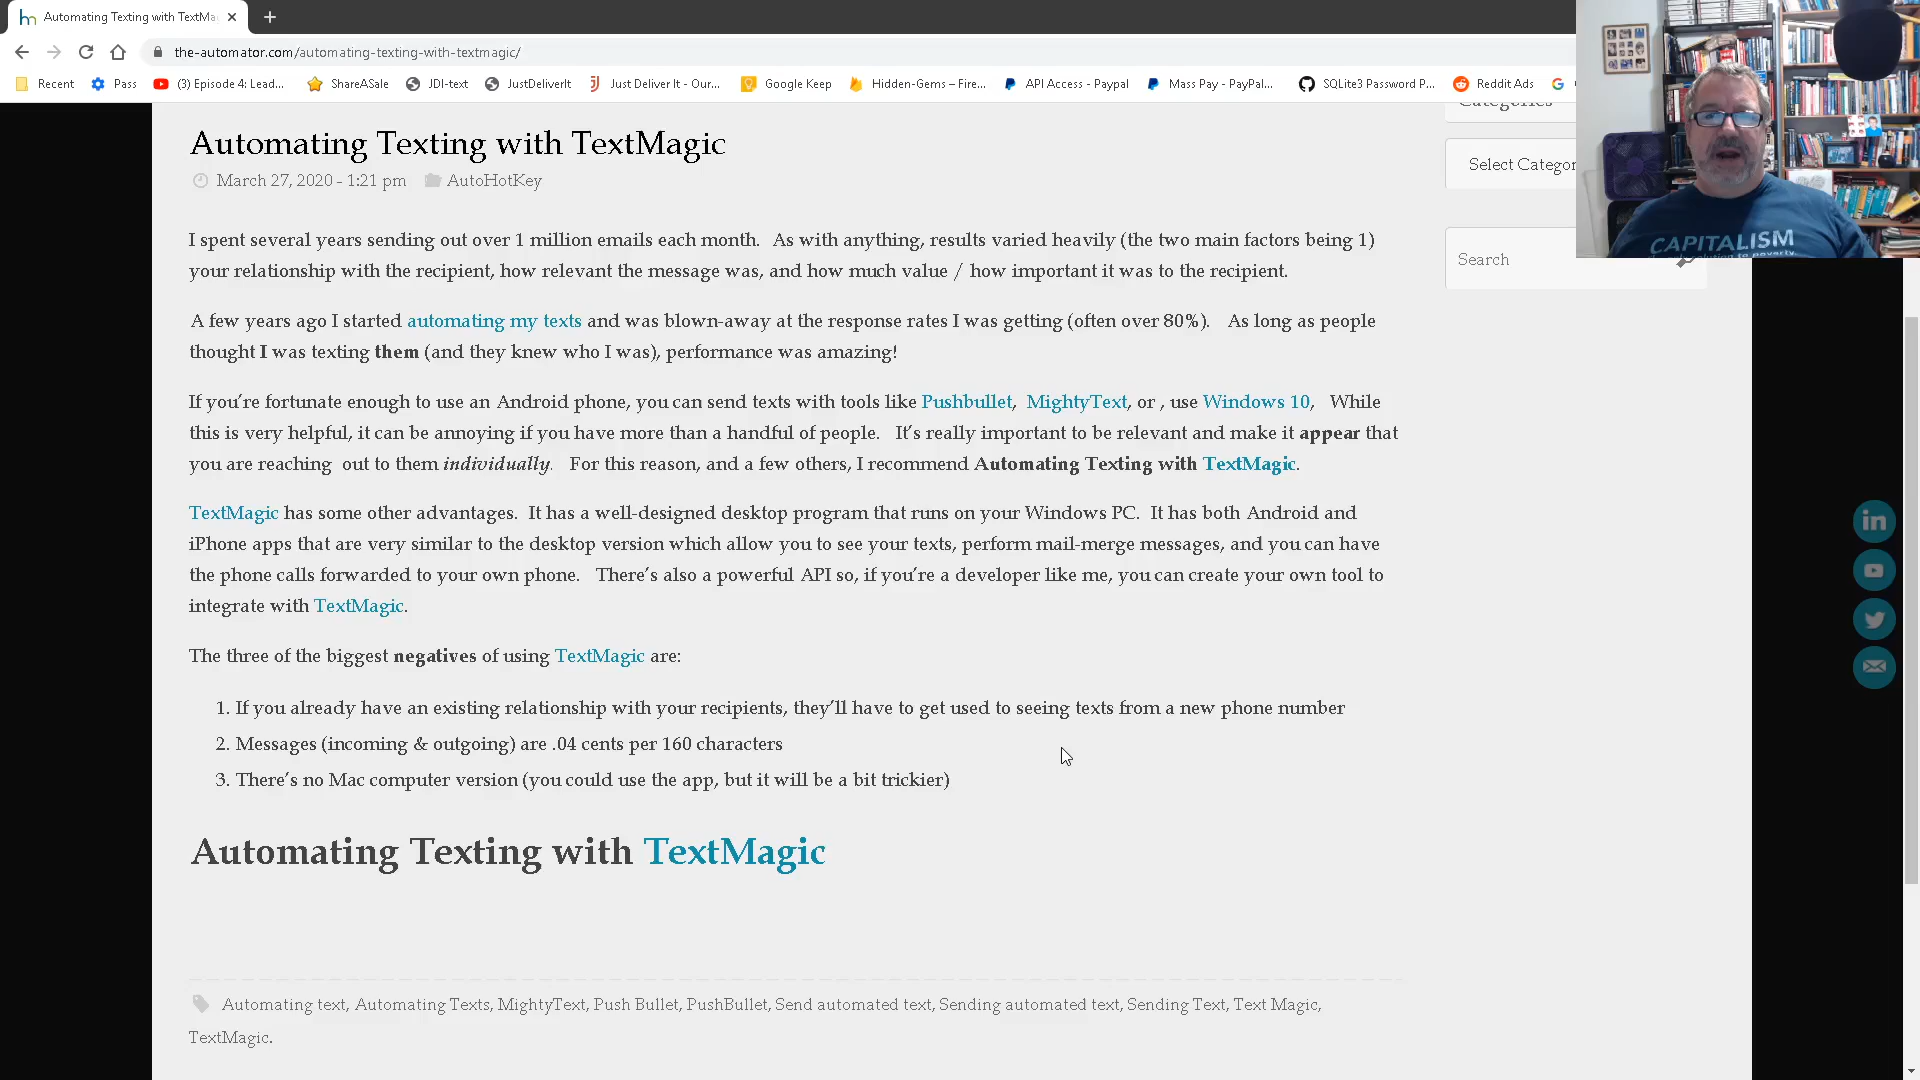 Automating Texting with TextMa
the-automator.com/automating-texting-with-textmagic/
Recent
Pass
(3) Episode 4: Lead...
ShareASale
JDI-text
JustDeliverIt
Just Deliver It - Our...
Google Keep
Hidden-Gems – Fire...
API Access - Paypal
Mass Pay - PayPal...
SQLite3 Password P...
Reddit Ads
Categories
Automating Texting with TextMagic
March 27, 2020 - 1:21 pm AutoHotKey
Select Categor
Search
CAPITALISM
I spent several years sending out over 1 million emails each month. As with anything, results varied heavily (the two main factors being 1)
your relationship with the recipient, how relevant the message was, and how much value / how important it was to the recipient.
A few years ago I started automating my texts and was blown-away at the response rates I was getting (often over 80%). As long as people
thought I was texting them (and they knew who I was), performance was amazing!
If you're fortunate enough to use an Android phone, you can send texts with tools like Pushbullet, MightyText, or , use Windows 10, While
this is very helpful, it can be annoying if you have more than a handful of people. It's really important to be relevant and make it appear that
you are reaching out to them individually. For this reason, and a few others, I recommend Automating Texting with TextMagic.
TextMagic has some other advantages. It has a well-designed desktop program that runs on your Windows PC. It has both Android and
iPhone apps that are very similar to the desktop version which allow you to see your texts, perform mail-merge messages, and you can have
the phone calls forwarded to your own phone. There's also a powerful API so, if you're a developer like me, you can create your own tool to
integrate with TextMagic.
The three of the biggest negatives of using TextMagic are:
1. If you already have an existing relationship with your recipients, they'll have to get used to seeing texts from a new phone number
2. Messages (incoming & outgoing) are .04 cents per 160 characters
3. There's no Mac computer version (you could use the app, but it will be a bit trickier)
Automating Texting with TextMagic
Automating text, Automating Texts, MightyText, Push Bullet, PushBullet, Send automated text, Sending automated text, Sending Text, Text Magic,
TextMagic.